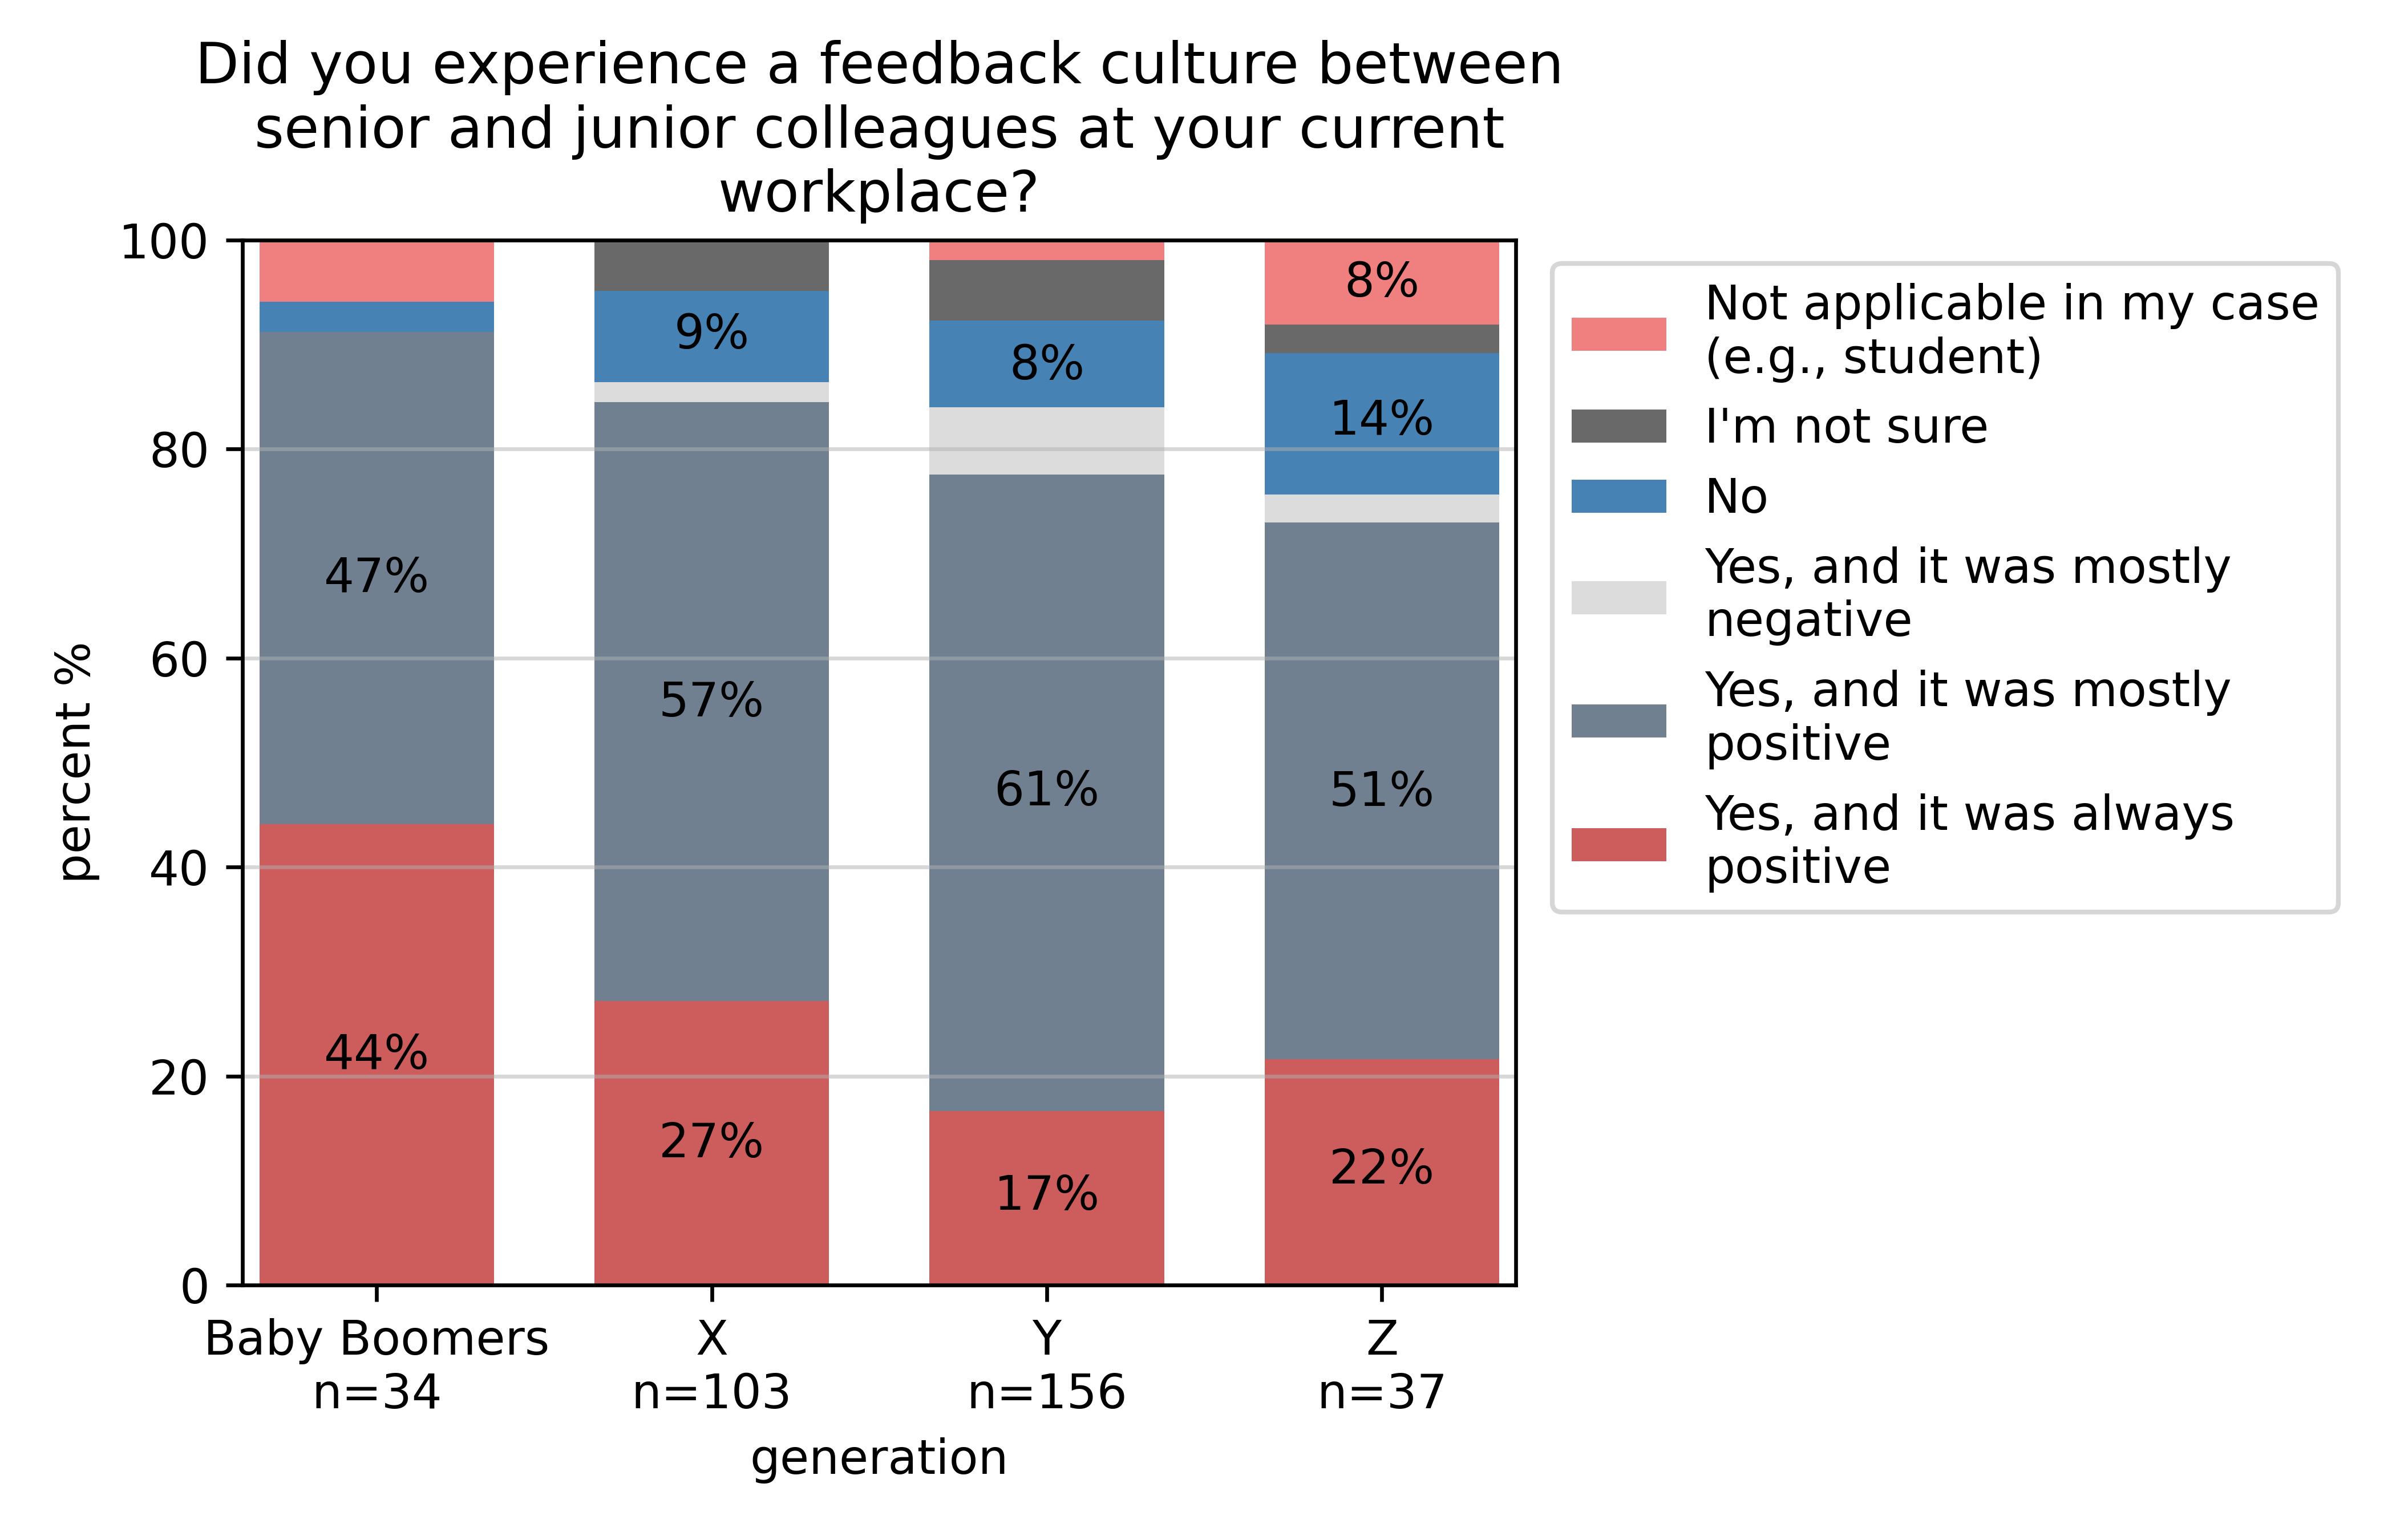 Did you experience a feedback culture between
senior and junior colleagues at your current
workplace?
100
80
60
40
20
0
percent %
47%
44%
9%
57%
27%
8%
61%
17%
8%
14%
51%
22%
Baby Boomers
n=34
X
n=103
Y
n=156
Z
n=37
generation
Not applicable in my case
(e.g., student)
I'm not sure
No
Yes, and it was mostly
negative
Yes, and it was mostly
positive
Yes, and it was always
positive